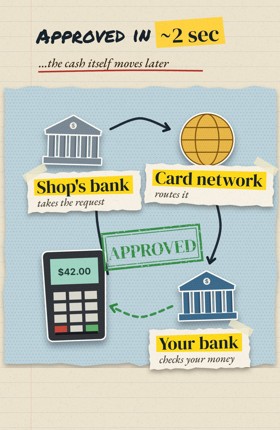 APPROVED IN ~2 sec
...the cash itself moves later
Shop's bank
takes the request
Card network
routes it
APPROVED
$42.00
Your bank
checks your money